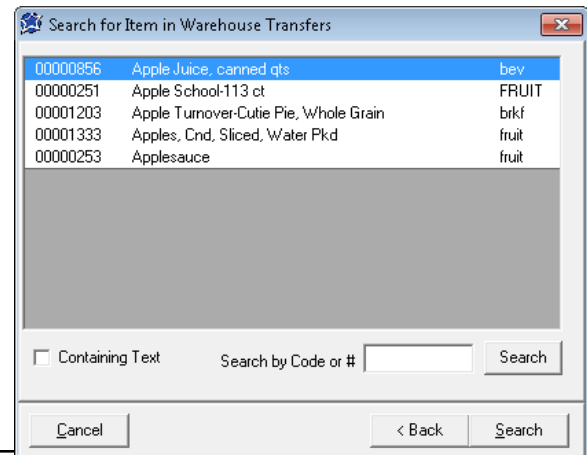 Search for Item in Warehouse Transfers
00000856 Apple Juice, canned qts bev
00000251 Apple School-113 ct FRUIT
00001203 Apple Turnover-Cutie Pie, Whole Grain brkf
00001333 Apples, Cnd, Sliced, Water Pkd fruit
00000253 Applesauce fruit
Containing Text Search by Code or # Search
Cancel < Back Search